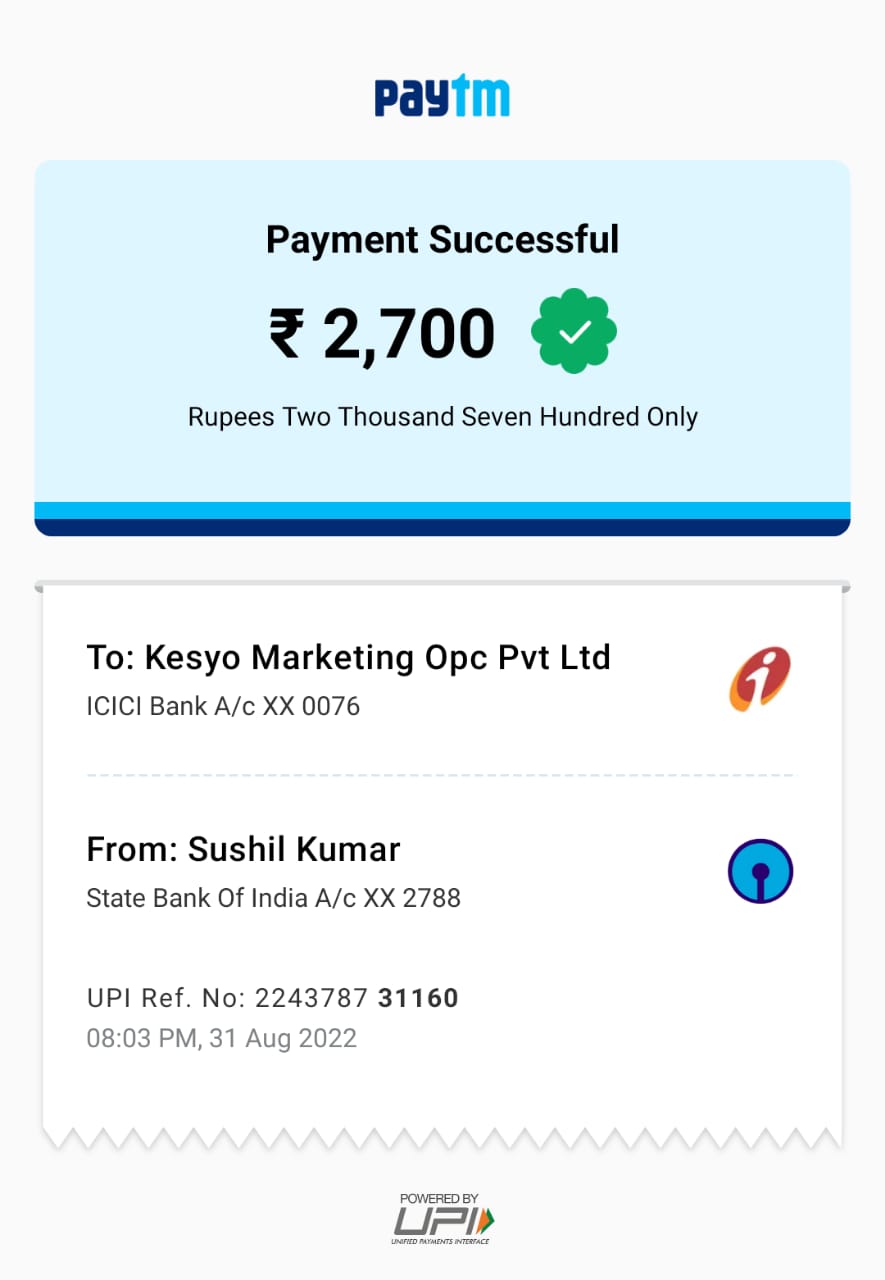 paytm
Payment Successful
₹ 2,700
Rupees Two Thousand Seven Hundred Only
To: Kesyo Marketing Opc Pvt Ltd
ICICI Bank A/c XX 0076
From: Sushil Kumar
State Bank Of India A/c XX 2788
UPI Ref. No: 2243787 31160
08:03 PM, 31 Aug 2022
POWERED BY
UPI
UNIFIED PAYMENTS INTERFACE